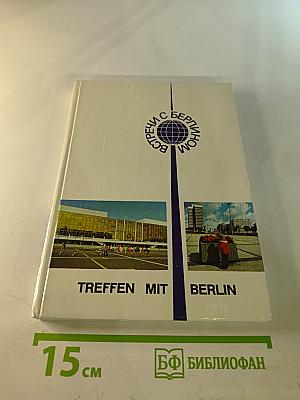 ВСТРЕЧИ С БЕРЛИНОМ
TREFFEN MIT BERLIN
15 см
БФ БИБЛИОФАН